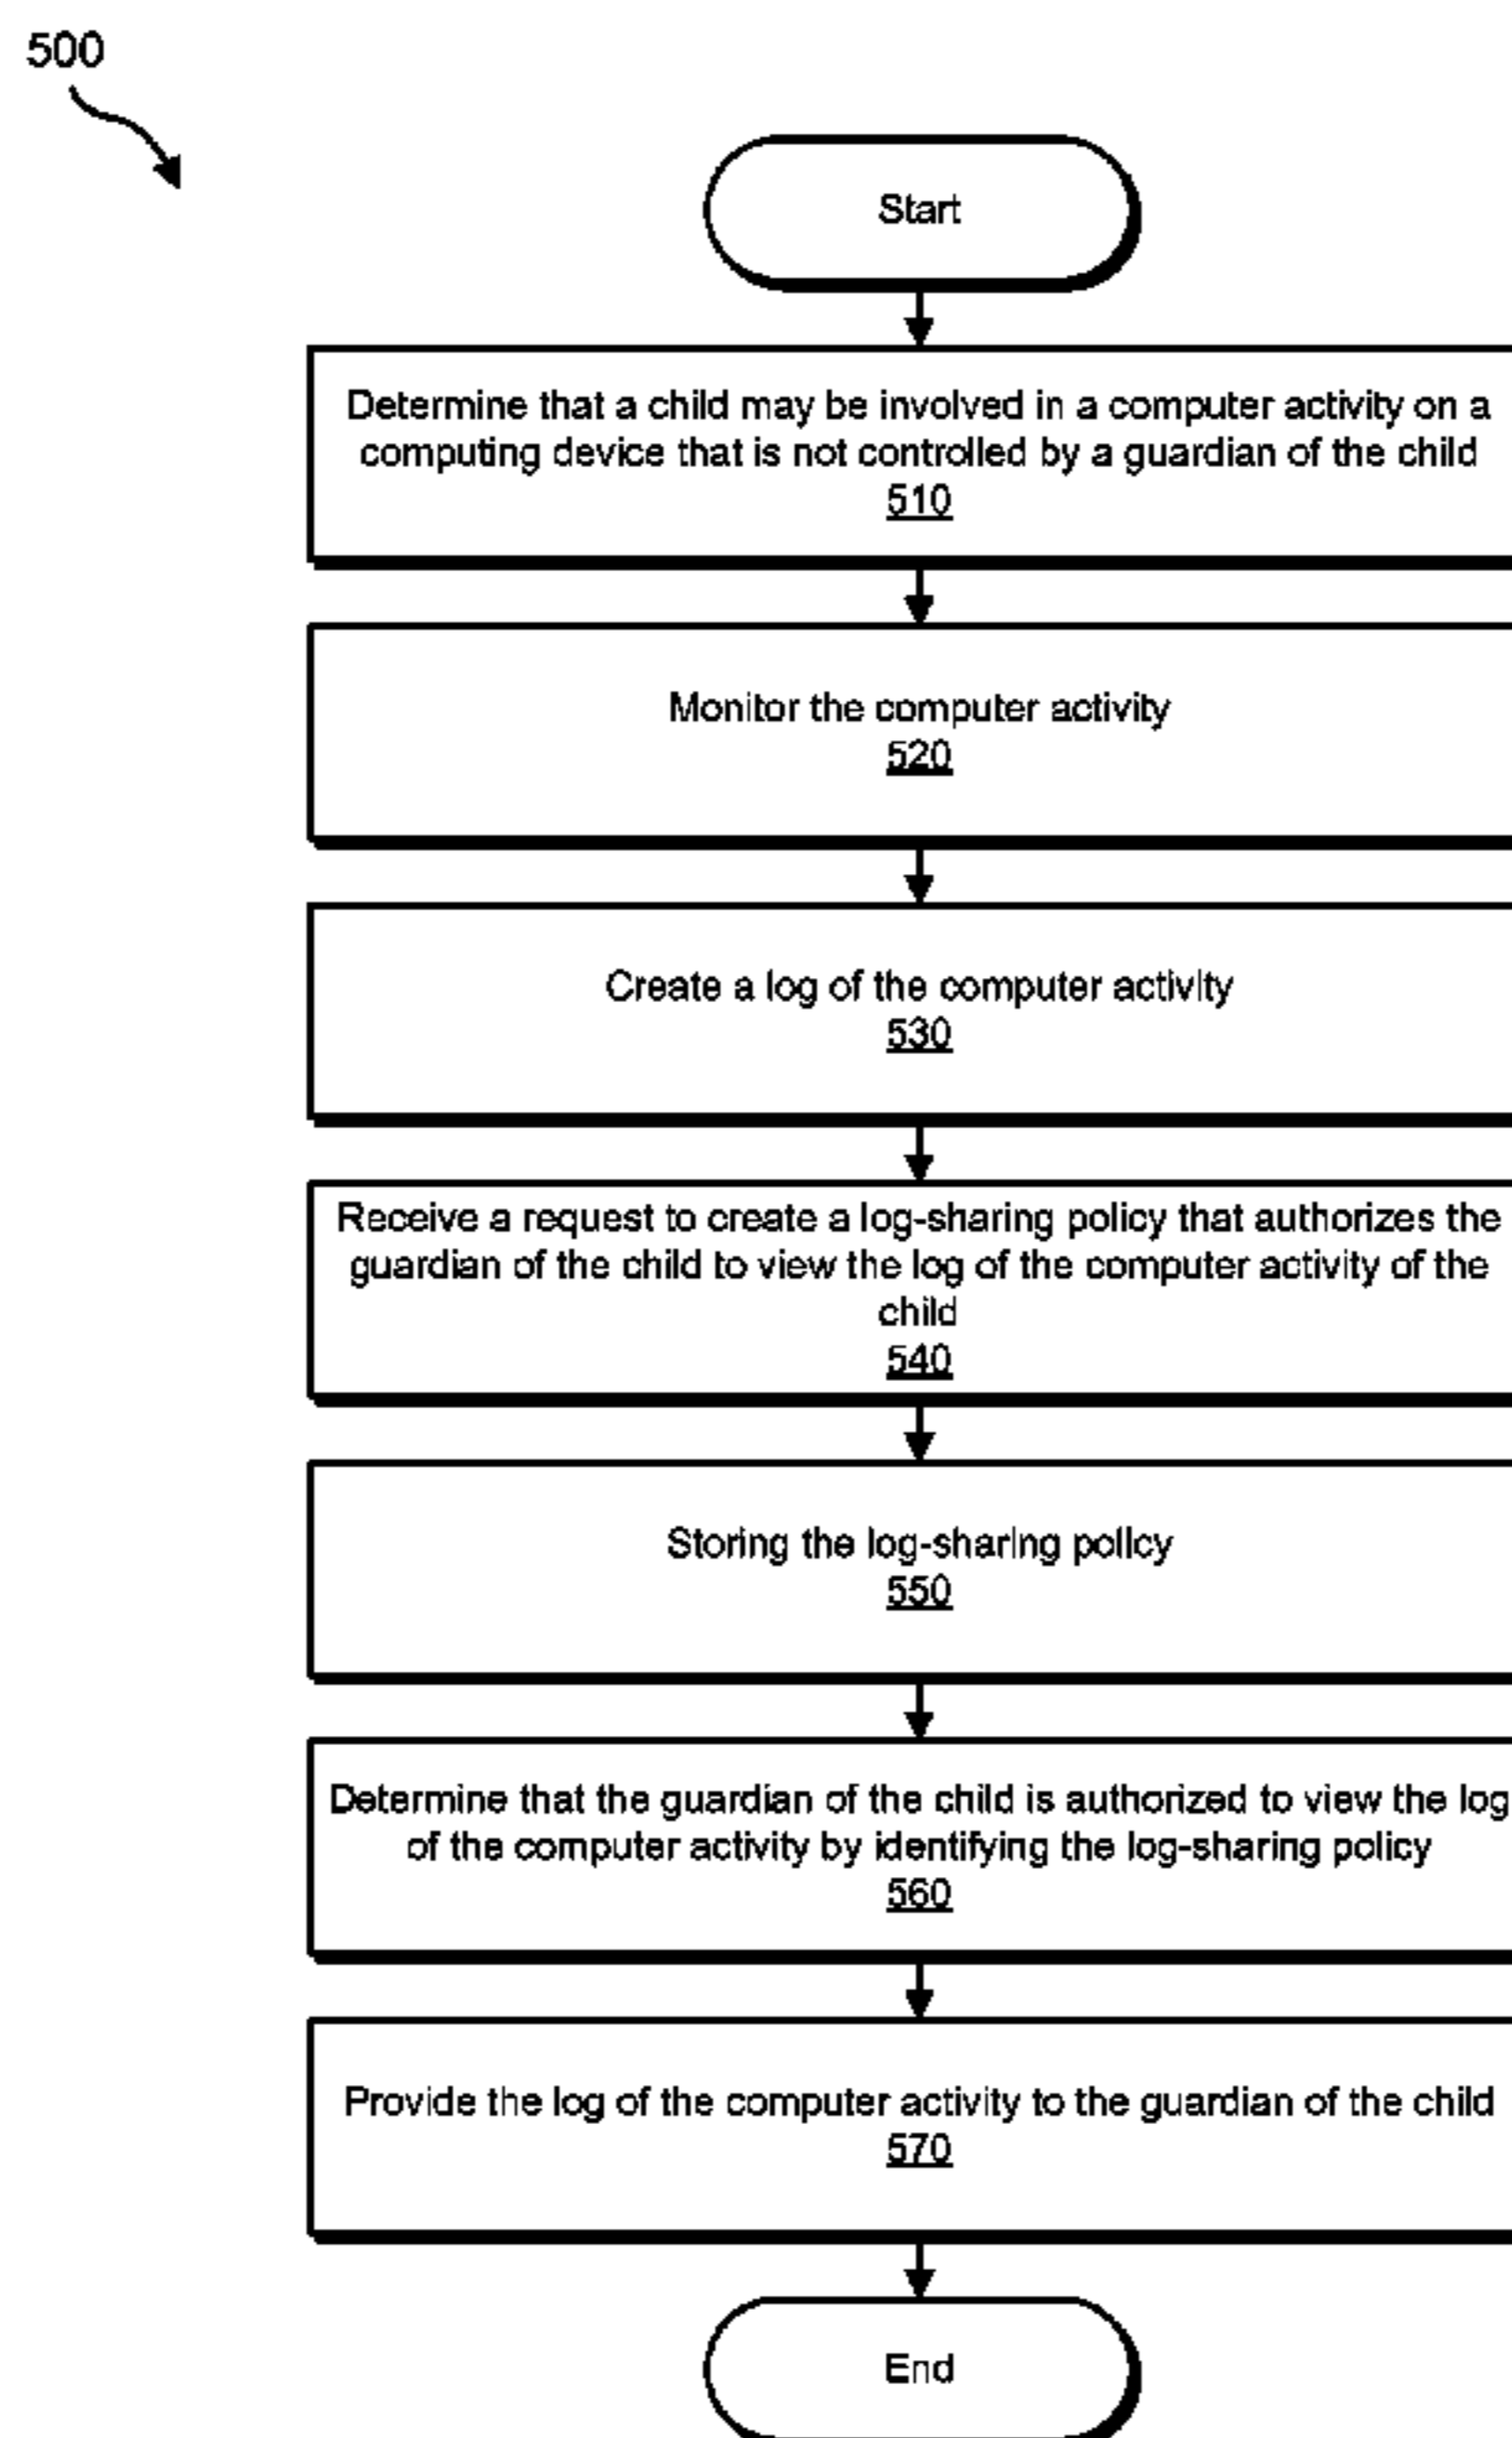 500
Start
Determine that a child may be involved in a computer activity on a
computing device that is not controlled by a guardian of the child
510
Monitor the computer activity
520
Create a log of the computer activity
530
Receive a request to create a log-sharing policy that authorizes the
guardian of the child to view the log of the computer activity of the
child
540
Storing the log-sharing policy
550
Determine that the guardian of the child is authorized to view the log
of the computer activity by identifying the log-sharing policy
560
Provide the log of the computer activity to the guardian of the child
570
End